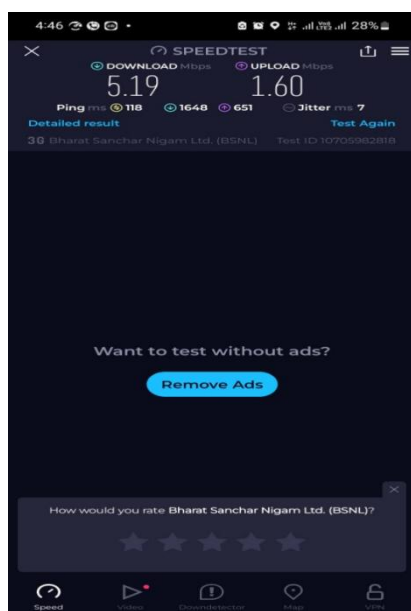 4:46
28%
SPEEDTEST
DOWNLOAD Mbps UPLOAD Mbps
5.19 1.60
Ping ms 118 1648 651 Jitter ms 7
Detailed result Test Again
3G Bharat Sanchar Nigam Ltd. (BSNL) Test ID 10705982818
Want to test without ads?
Remove Ads
How would you rate Bharat Sanchar Nigam Ltd. (BSNL)?
Speed Video Downdetector Map VPN